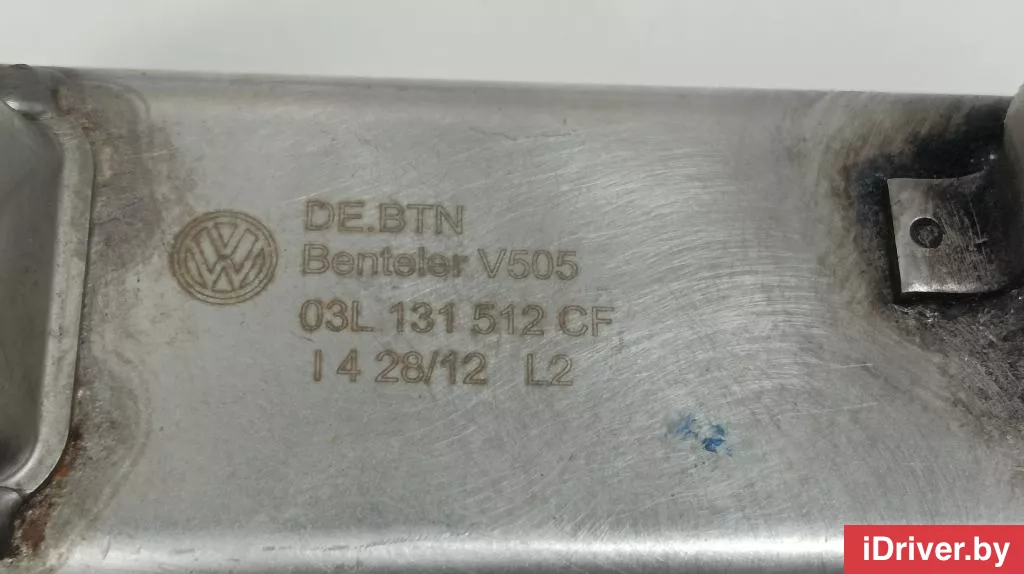 DE.BTN
Benteler V505
03L 131 512 CF
I 4 28/12 L2
iDriver.by